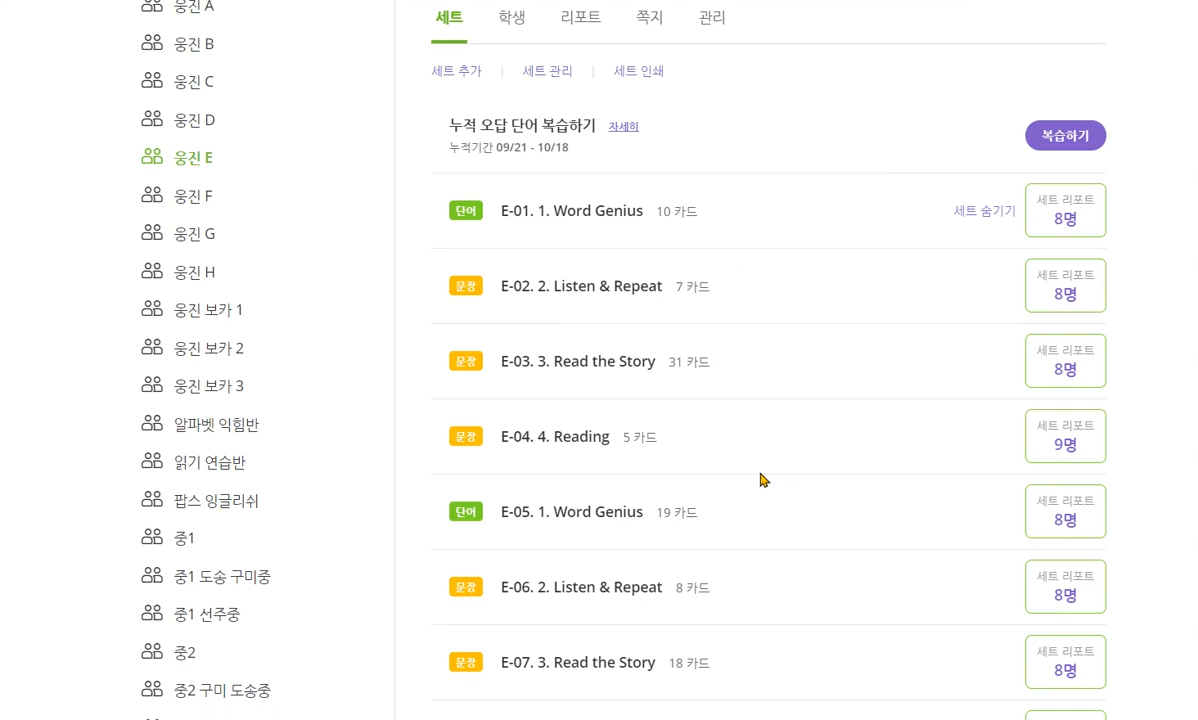 웅진 A
웅진 B
웅진 C
웅진 D
웅진 E
웅진 F
웅진 G
웅진 H
웅진 보카 1
웅진 보카 2
웅진 보카 3
알파벳 익힘반
읽기 연습반
팝스 잉글리쉬
중1
중1 도송 구미중
중1 선주중
중2
중2 구미 도송중
세트 학생 리포트 쪽지 관리
세트 추가 | 세트 관리 | 세트 인쇄
누적 오답 단어 복습하기 자세히
누적기간 09/21 - 10/18
복습하기
단어 E-01. 1. Word Genius 10 카드 세트 숨기기
세트 리포트
8명
문장 E-02. 2. Listen & Repeat 7 카드
세트 리포트
8명
문장 E-03. 3. Read the Story 31 카드
세트 리포트
8명
문장 E-04. 4. Reading 5 카드
세트 리포트
9명
단어 E-05. 1. Word Genius 19 카드
세트 리포트
8명
문장 E-06. 2. Listen & Repeat 8 카드
세트 리포트
8명
문장 E-07. 3. Read the Story 18 카드
세트 리포트
8명